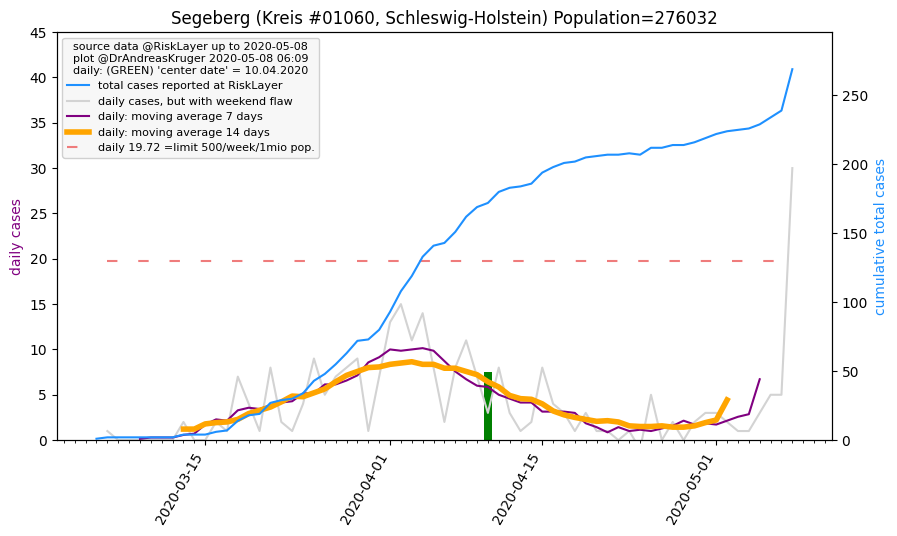 Segeberg (Kreis #01060, Schleswig-Holstein) Population=276032
source data @RiskLayer up to 2020-05-08
plot @DrAndreasKruger 2020-05-08 06:09
daily: (GREEN) 'center date' = 10.04.2020
total cases reported at RiskLayer
daily cases, but with weekend flaw
daily: moving average 7 days
daily: moving average 14 days
daily 19.72 =limit 500/week/1mio pop.
daily cases
45
40
35
30
25
20
15
10
5
0
cumulative total cases
250
200
150
100
50
0
2020-03-15
2020-04-01
2020-04-15
2020-05-01